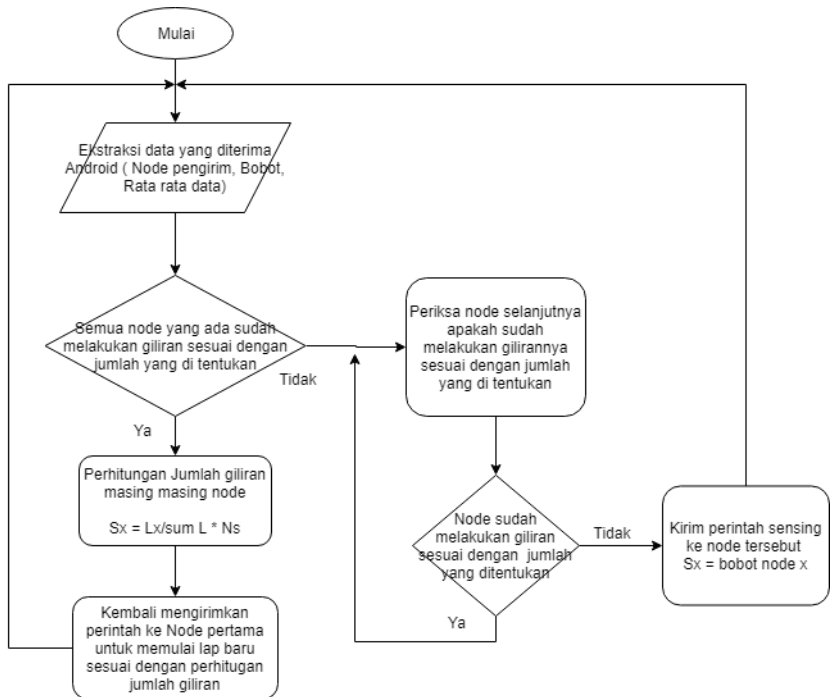 Mulai
Ekstraksi data yang diterima
Android ( Node pengirim, Bobot,
Rata rata data)
Semua node yang ada sudah
melakukan giliran sesuai dengan
jumlah yang di tentukan
Tidak
Ya
Perhitungan Jumlah giliran
masing masing node
Sx = Lx/sum L * Ns
Kembali mengirimkan
perintah ke Node pertama
untuk memulai lap baru
sesuai dengan perhitugan
jumlah giliran
Periksa node selanjutnya
apakah sudah
melakukan gilirannya
sesuai dengan jumlah
yang di tentukan
Node sudah
melakukan giliran
sesuai dengan jumlah
yang ditentukan
Tidak
Ya
Kirim perintah sensing
ke node tersebut
Sx = bobot node x